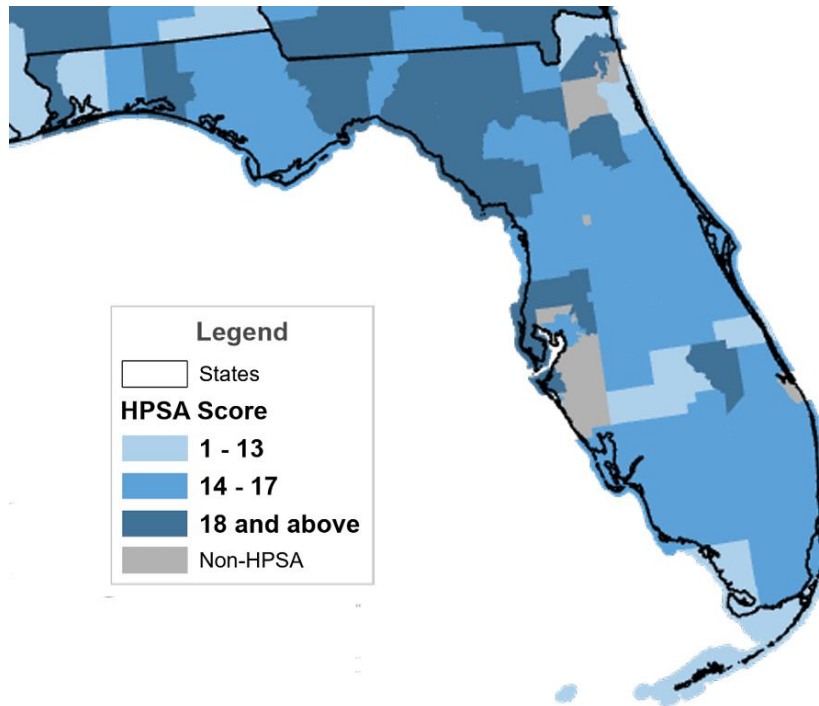 Legend
States
HPSA Score
1 - 13
14 - 17
18 and above
Non-HPSA